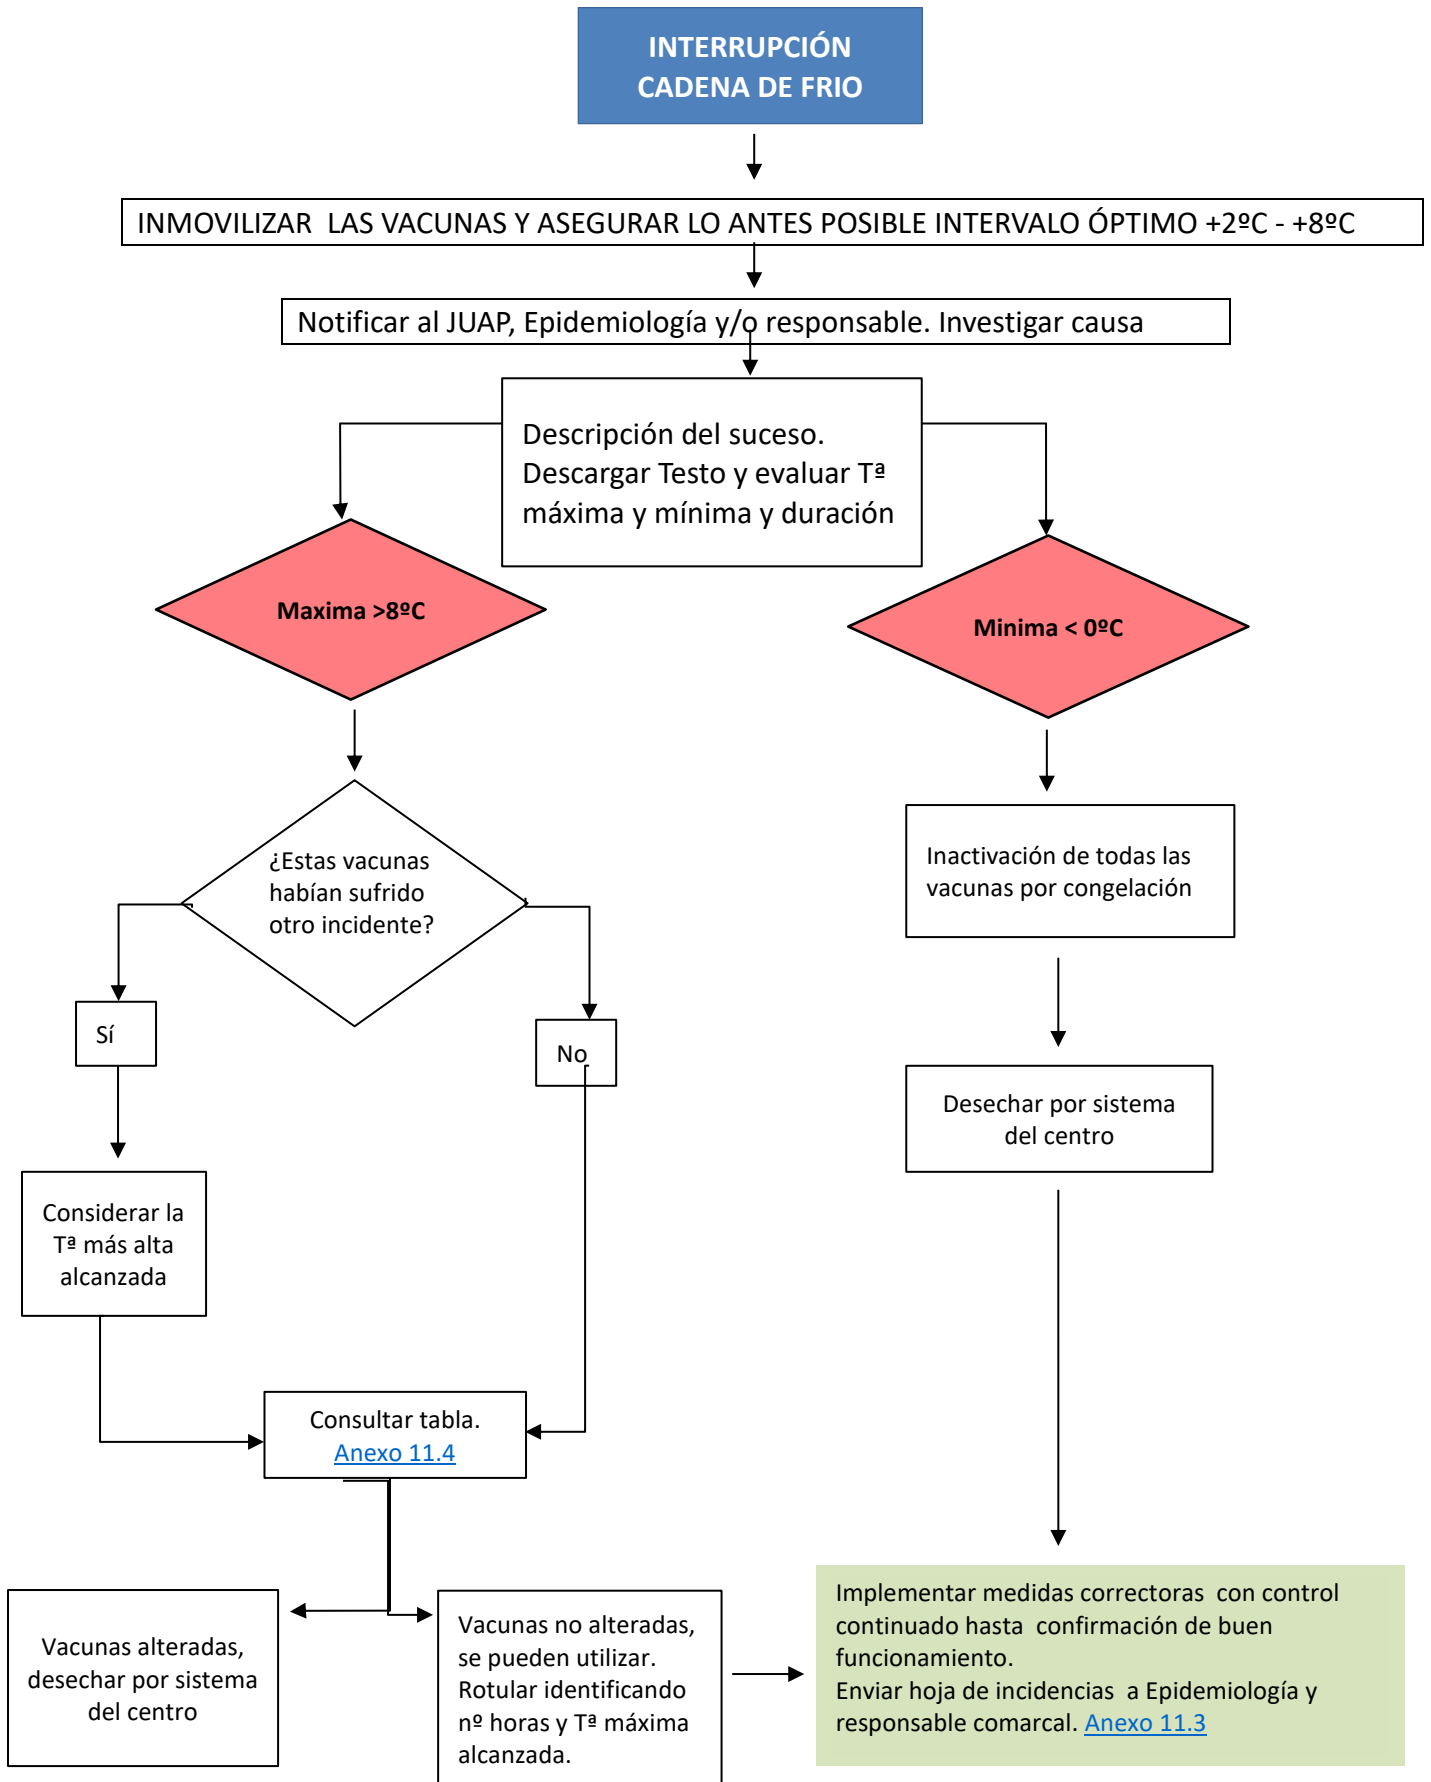 INTERRUPCIÓN
CADENA DE FRIO
INMOVILIZAR LAS VACUNAS Y ASEGURAR LO ANTES POSIBLE INTERVALO ÓPTIMO +2ºC - +8ºC
Notificar al JUAP, Epidemiología y/o responsable. Investigar causa
Descripción del suceso.
Descargar Testo y evaluar Tª
máxima y mínima y duración
Maxima >8ºC
Minima < 0ºC
¿Estas vacunas
habían sufrido
otro incidente?
Inactivación de todas las
vacunas por congelación
Sí
No
Desechar por sistema
del centro
Considerar la
Tª más alta
alcanzada
Consultar tabla.
Anexo 11.4
Vacunas alteradas,
desechar por sistema
del centro
Vacunas no alteradas,
se pueden utilizar.
Rotular identificando
nº horas y Tª máxima
alcanzada.
Implementar medidas correctoras con control
continuado hasta confirmación de buen
funcionamiento.
Enviar hoja de incidencias a Epidemiología y
responsable comarcal. Anexo 11.3